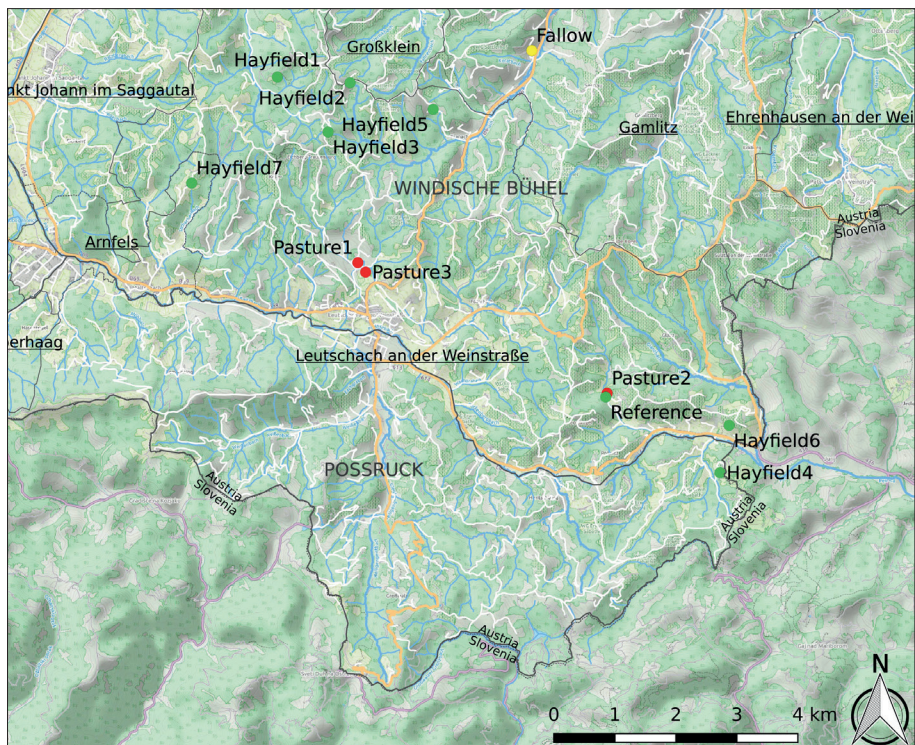 Fallow
Großklein
Hayfield1
nkt Johann im Saggautal
Hayfield2
Hayfield5
Ehrenhausen an der Wei
Gamlitz
Hayfield3
Hayfield7
WINDISCHE BÜHEL
Austria
Slovenia
Arnfels
Pasture1
Pasture3
berhaag
Leutschach an der Weinstraße
Pasture2
Reference
Hayfield6
POSSRUCK
Hayfield4
Austria
Slovenia
Austria
Slovenia
Austria
Slovenia
N
0 1 2 3 4 km